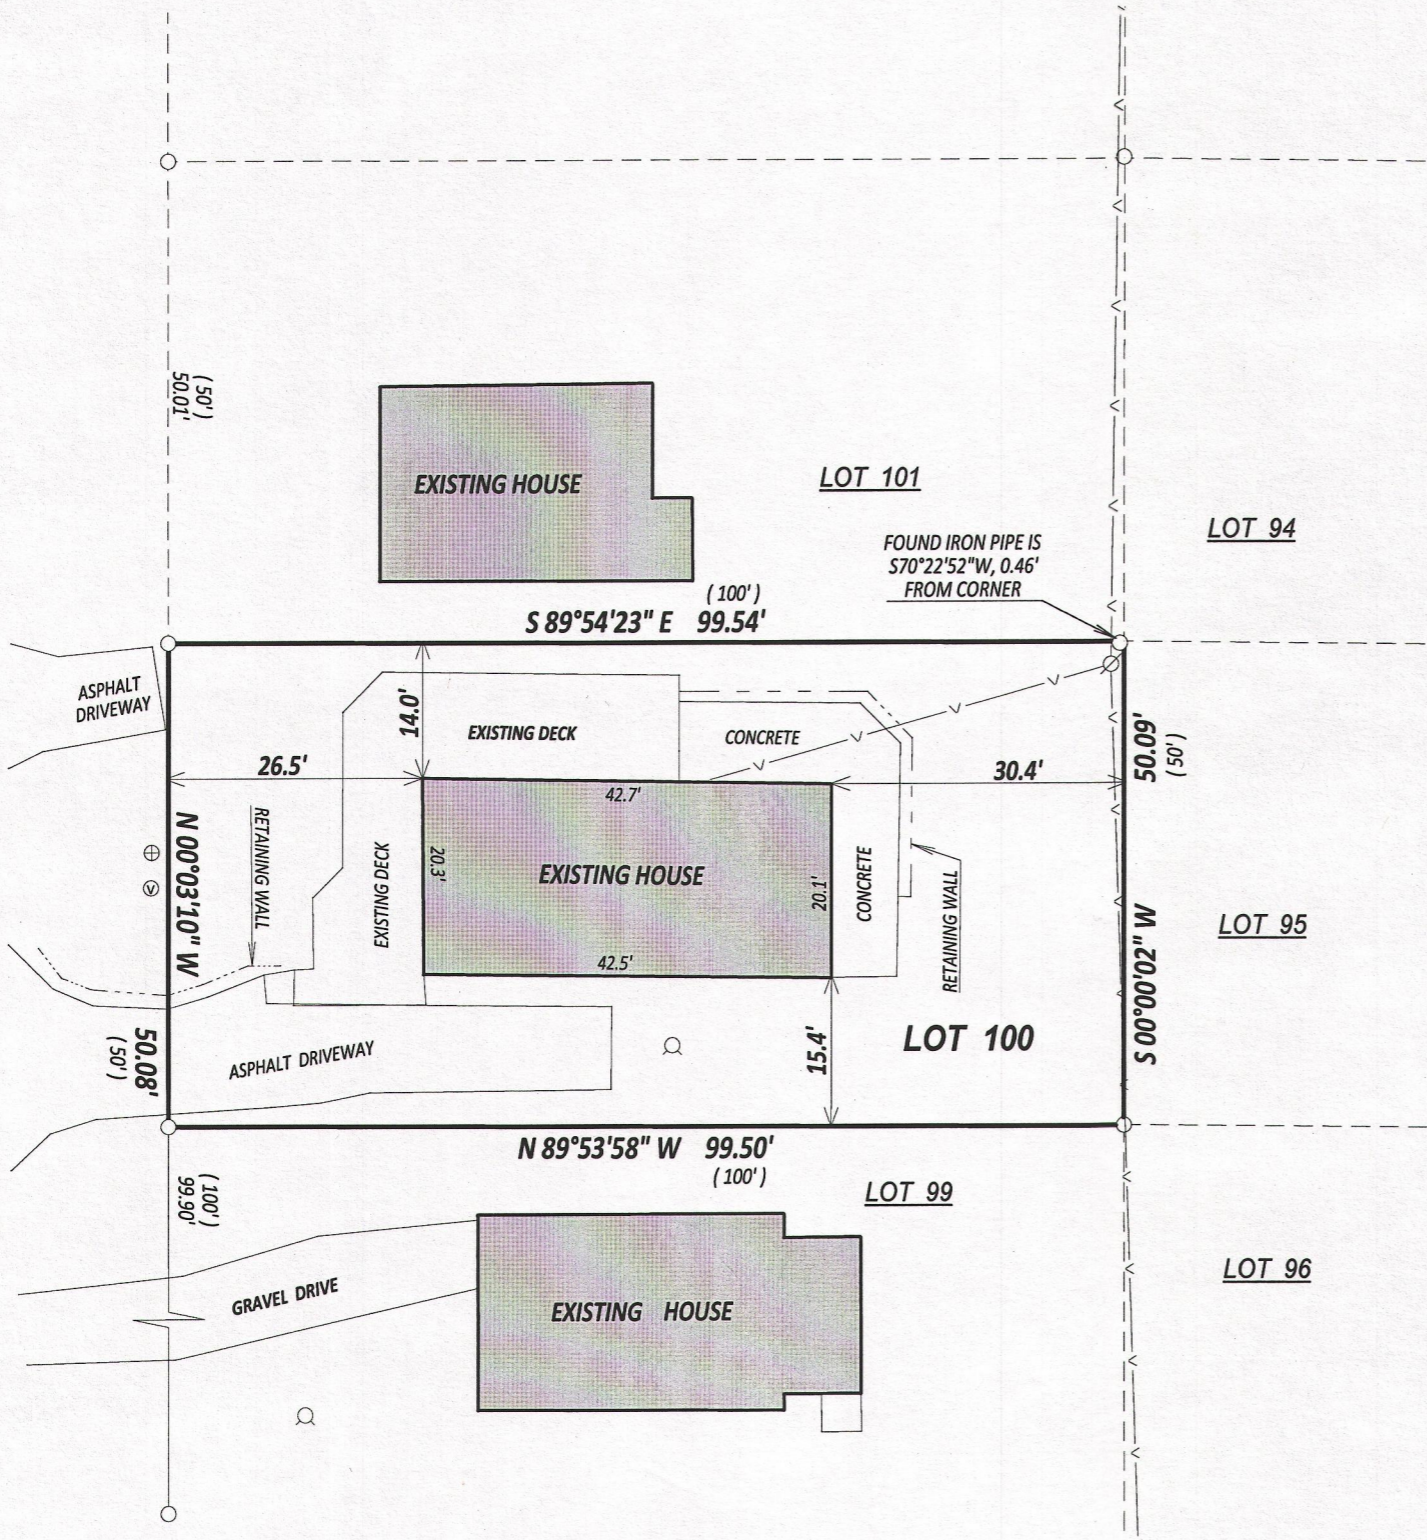 ( 50' )
50.01'
EXISTING HOUSE
LOT 101
LOT 94
FOUND IRON PIPE IS
S70°22'52"W, 0.46'
FROM CORNER
( 100' )
S 89°54'23" E 99.54'
ASPHALT
DRIVEWAY
14.0'
EXISTING DECK
CONCRETE
50.09'
( 50' )
26.5'
30.4'
42.7'
RETAINING WALL
N 00°03'10" W
EXISTING DECK
20.3'
EXISTING HOUSE
20.1'
CONCRETE
RETAINING WALL
S 00°00'02" W
LOT 95
V
42.5'
50.08'
( 50' )
ASPHALT DRIVEWAY
15.4'
LOT 100
N 89°53'58" W 99.50'
( 100' )
( 100' )
99.90'
LOT 99
GRAVEL DRIVE
EXISTING HOUSE
LOT 96